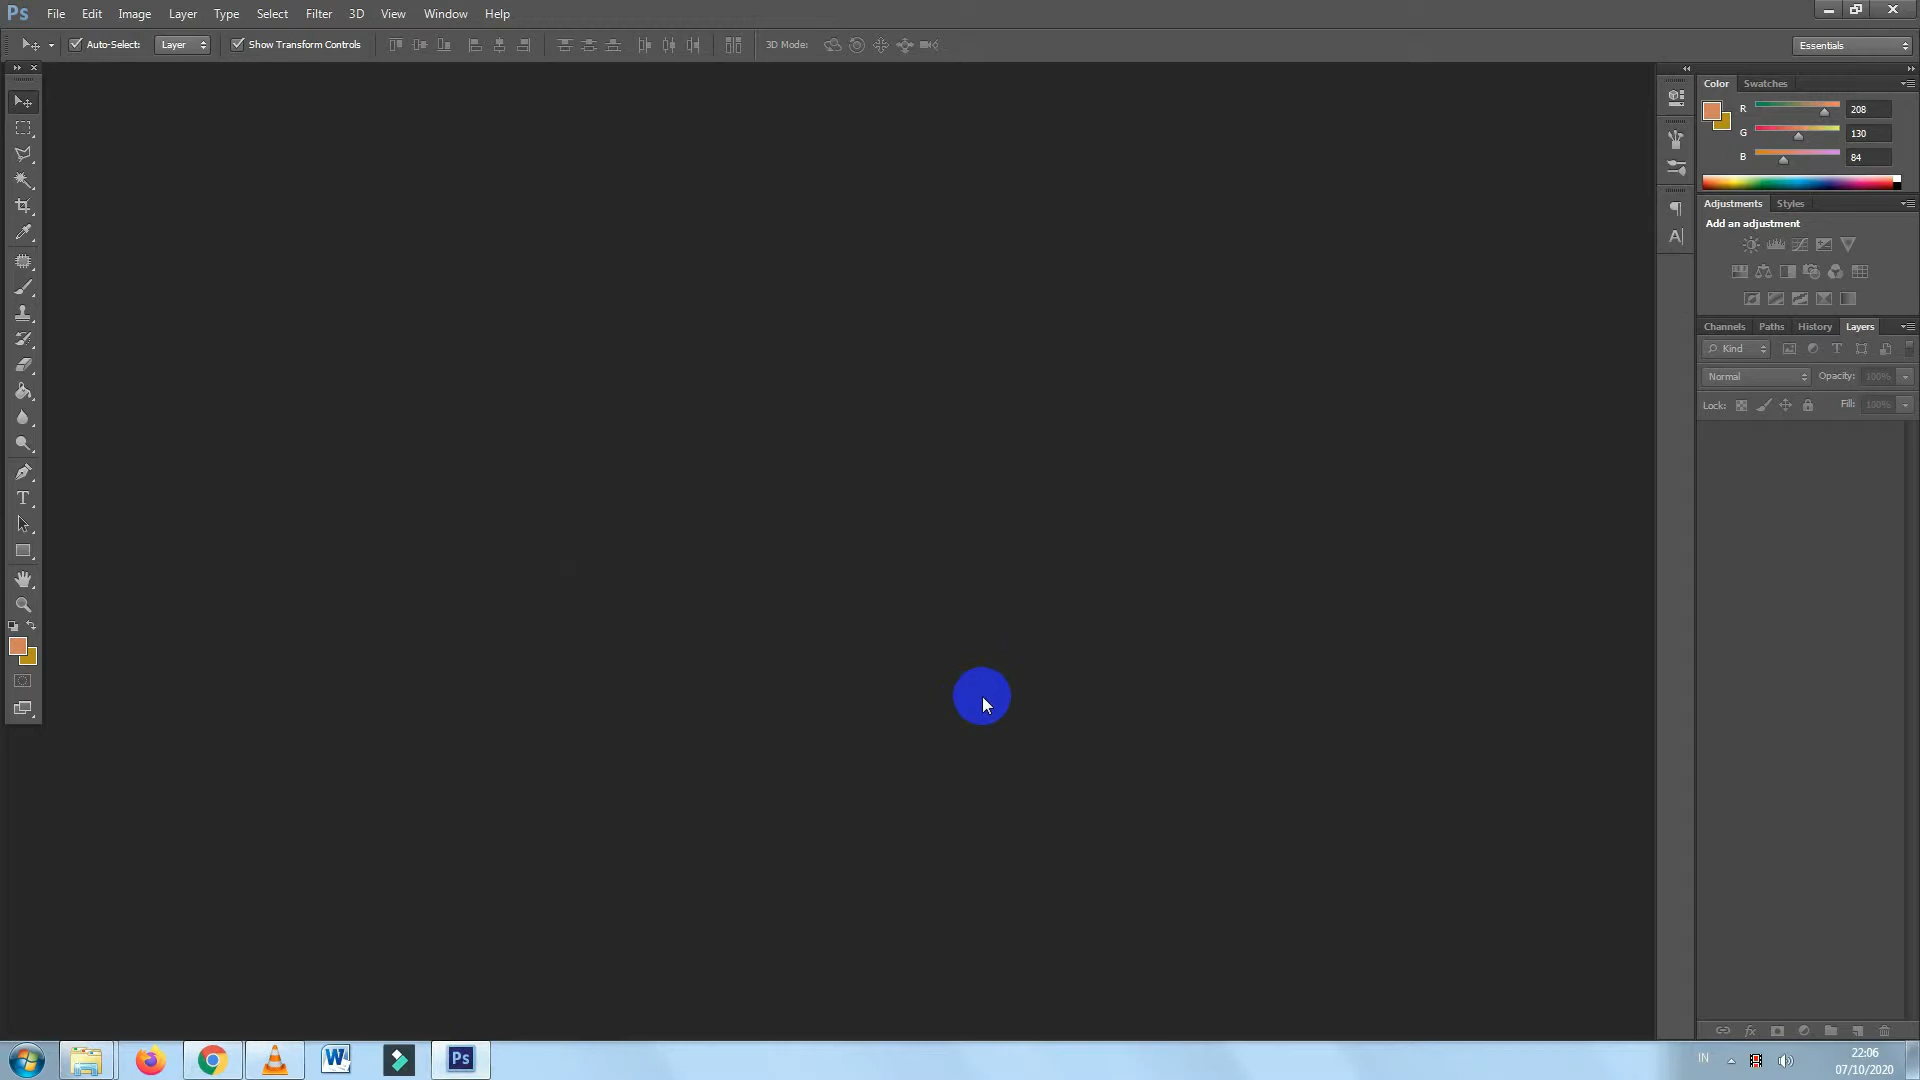 Ps File Edit Image Layer Type Select Filter 3D View Window Help
Auto-Select: Layer Show Transform Controls 3D Mode: Essentials
Color Swatches
R 208
G 130
B 84
Adjustments Styles
Add an adjustment
Channels Paths History Layers
Kind
Normal Opacity: 100%
Lock: Fill: 100%
IN 22:06
07/10/2020